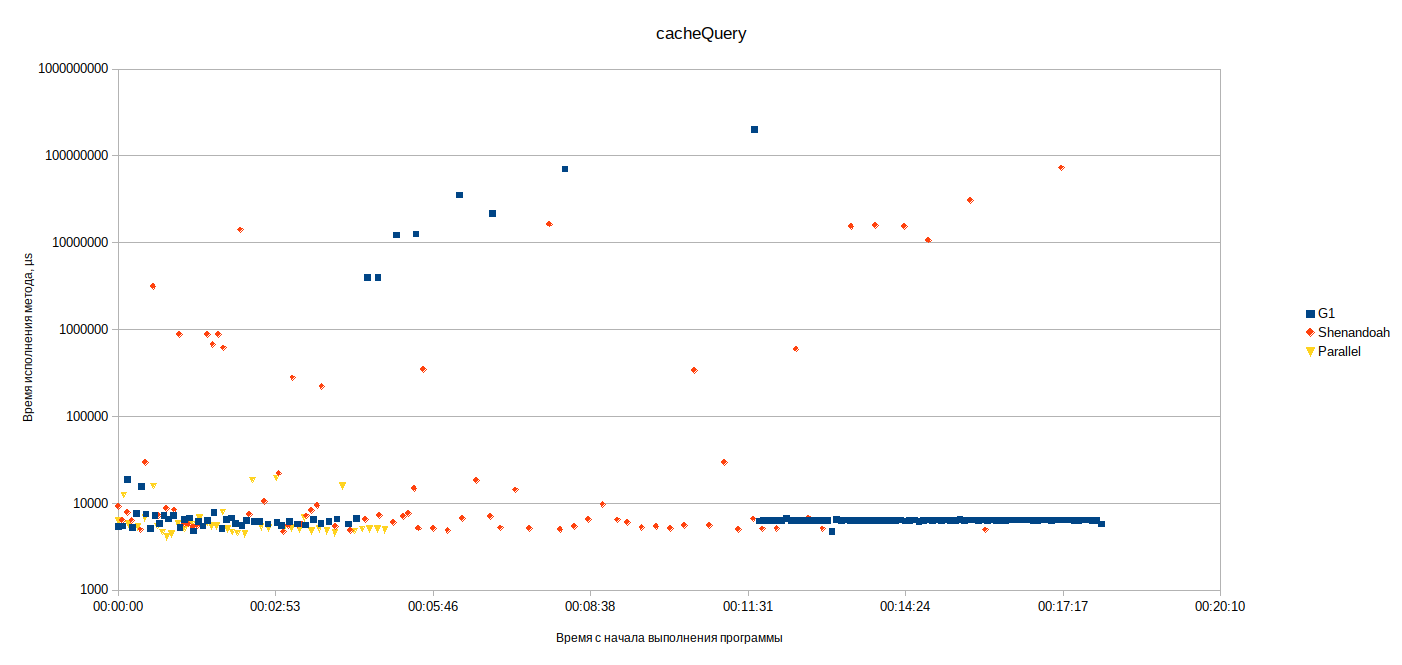 cacheQuery
1000000000
100000000
10000000
1000000
100000
10000
1000
Время исполнения метода, µs
00:00:00 00:02:53 00:05:46 00:08:38 00:11:31 00:14:24 00:17:17 00:20:10
Время с начала выполнения программы
G1
Shenandoah
Parallel